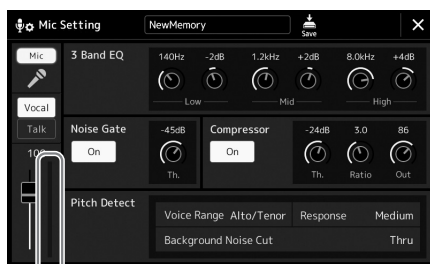 Mic Setting NewMemory Save
Mic
3 Band EQ
140Hz -2dB 1.2kHz +2dB 8.0kHz +4dB
Low Mid High
Vocal
Talk
Noise Gate
On
-45dB
Th.
Compressor
On
-24dB 3.0 86
Th. Ratio Out
100
Pitch Detect
Voice Range Alto/Tenor Response Medium
Background Noise Cut Thru